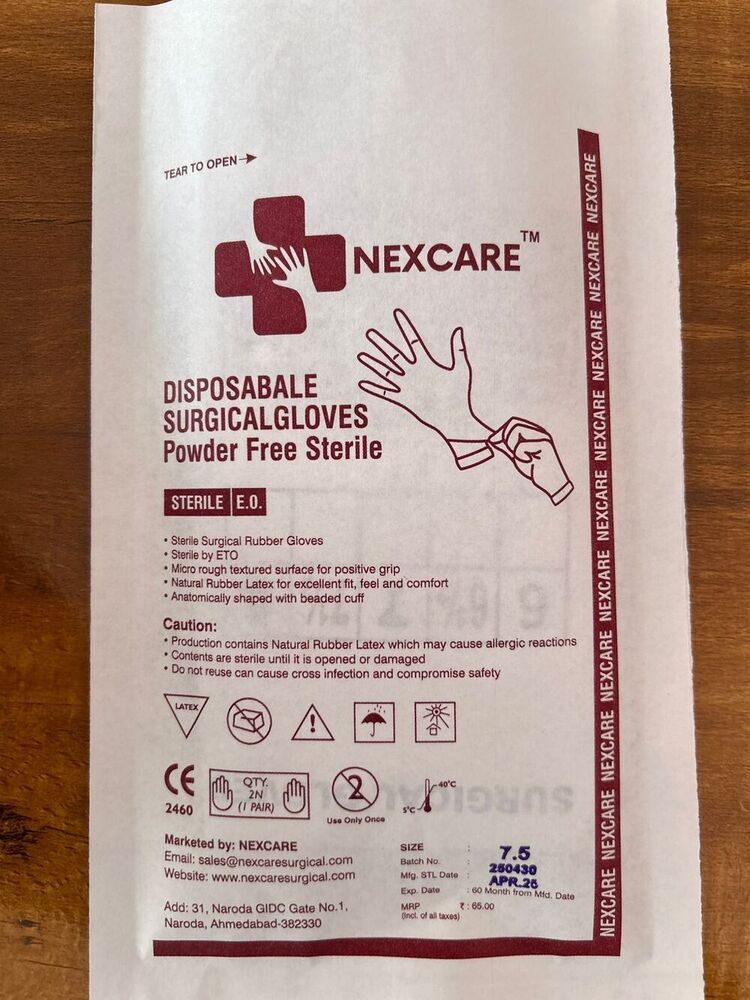 TEAR TO OPEN →
NEXCARE™
DISPOSABALE
SURGICALGLOVES
Powder Free Sterile
STERILE E.O.
• Sterile Surgical Rubber Gloves
• Sterile by ETO
• Micro rough textured surface for positive grip
• Natural Rubber Latex for excellent fit, feel and comfort
• Anatomically shaped with beaded cuff
Caution:
• Production contains Natural Rubber Latex which may cause allergic reactions
• Contents are sterile until it is opened or damaged
• Do not reuse can cause cross infection and compromise safety
LATEX
CE
2460
QTY.
2N
(1 PAIR)
2
Use Only Once
5°C
40°C
Marketed by: NEXCARE
Email: sales@nexcaresurgical.com
Website: www.nexcaresurgical.com
Add: 31, Naroda GIDC Gate No.1,
Naroda, Ahmedabad-382330
SIZE : 7.5
Batch No. : 250430
Mfg. STL Date : APR.25
Exp. Date : 60 Month from Mfd. Date
MRP ₹ : 65.00
(Incl. of all taxes)
NEXCARE NEXCARE NEXCARE NEXCARE NEXCARE NEXCARE NEXCARE NEXCARE NEXCARE NEXCARE